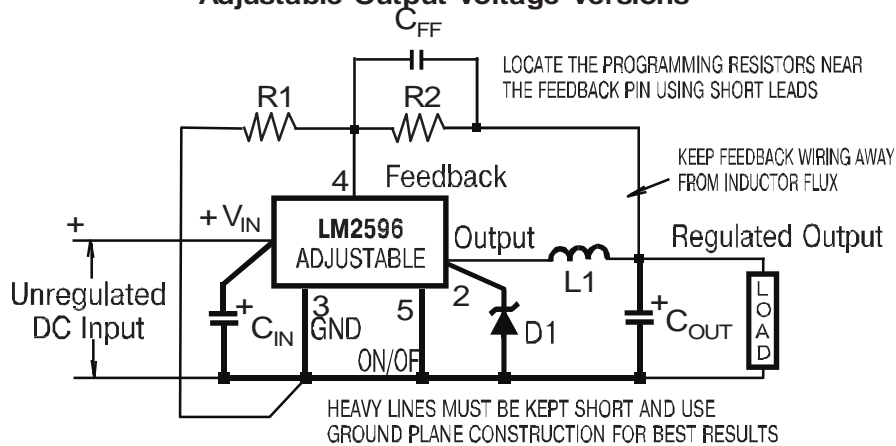 Adjustable Output Voltage Versions
CFF
LOCATE THE PROGRAMMING RESISTORS NEAR
THE FEEDBACK PIN USING SHORT LEADS
R1
R2
KEEP FEEDBACK WIRING AWAY
FROM INDUCTOR FLUX
4
Feedback
+
+VIN
LM2596
ADJUSTABLE
Output
Regulated Output
L1
Unregulated
DC Input
+
CIN
3
GND
5
2
D1
+
COUT
LOAD
ON/OF
HEAVY LINES MUST BE KEPT SHORT AND USE
GROUND PLANE CONSTRUCTION FOR BEST RESULTS